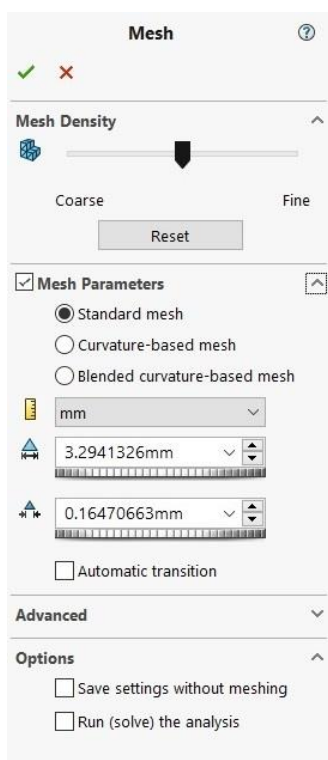 Mesh
Mesh Density
Coarse Fine
Reset
Mesh Parameters
Standard mesh
Curvature-based mesh
Blended curvature-based mesh
mm
3.2941326mm
0.16470663mm
Automatic transition
Advanced
Options
Save settings without meshing
Run (solve) the analysis